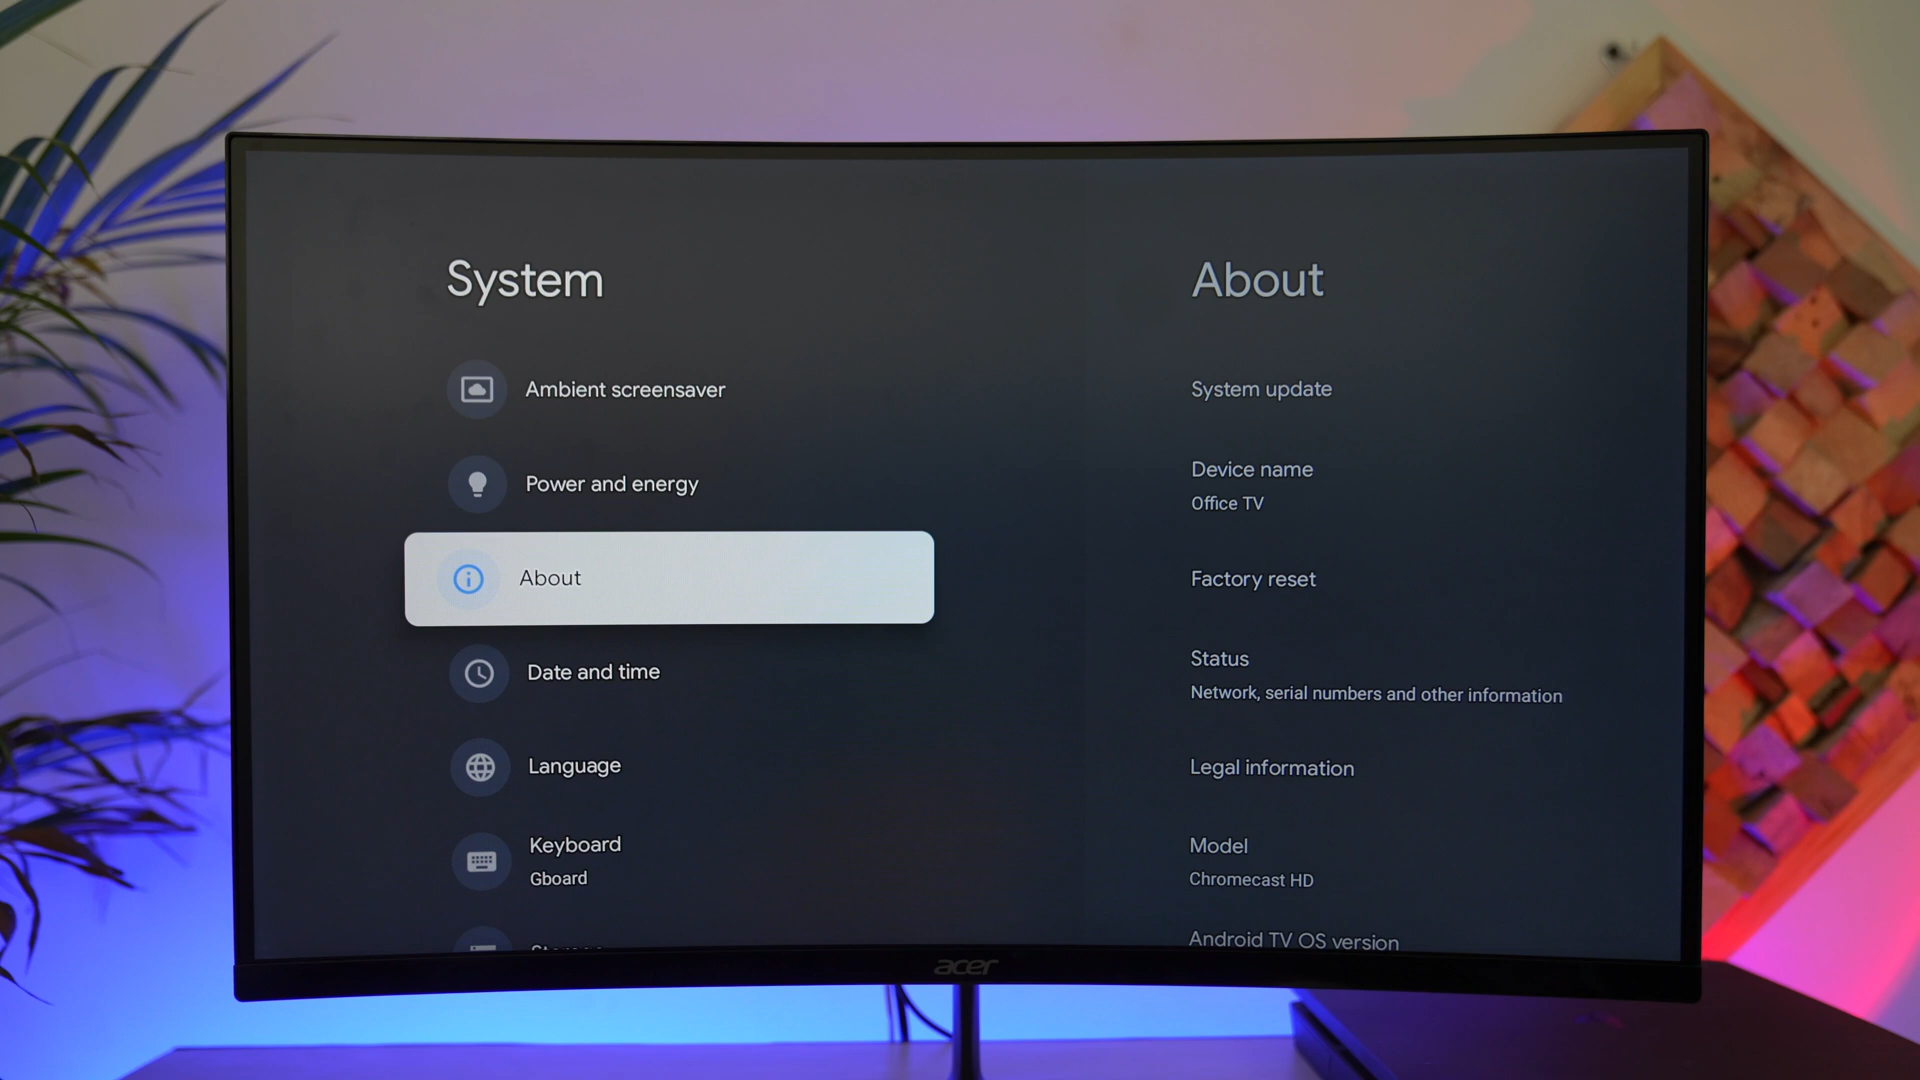 System
Ambient screensaver
Power and energy
About
Date and time
Language
Keyboard
Gboard
About
System update
Device name
Office TV
Factory reset
Status
Network, serial numbers and other information
Legal information
Model
Chromecast HD
Android TV OS version
acer